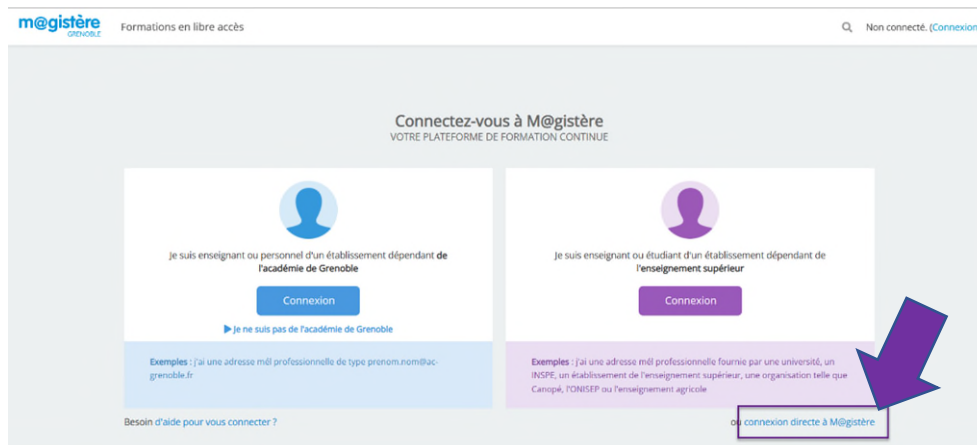 m@gistère
GRENOBLE
Formations en libre accès
Non connecté. (Connexion
Connectez-vous à M@gistère
VOTRE PLATEFORME DE FORMATION CONTINUE
Je suis enseignant ou personnel d'un établissement dépendant de
l'académie de Grenoble
Connexion
Je ne suis pas de l'académie de Grenoble
Exemples : j'ai une adresse mél professionnelle de type prenom.nom@ac-
grenoble.fr
Besoin d'aide pour vous connecter ?
Je suis enseignant ou étudiant d'un établissement dépendant de
l'enseignement supérieur
Connexion
Exemples : j'ai une adresse mél professionnelle fournie par une université, un
INSPE, un établissement de l'enseignement supérieur, une organisation telle que
Canopé, l'ONISEP ou l'enseignement agricole
ou connexion directe à M@gistère